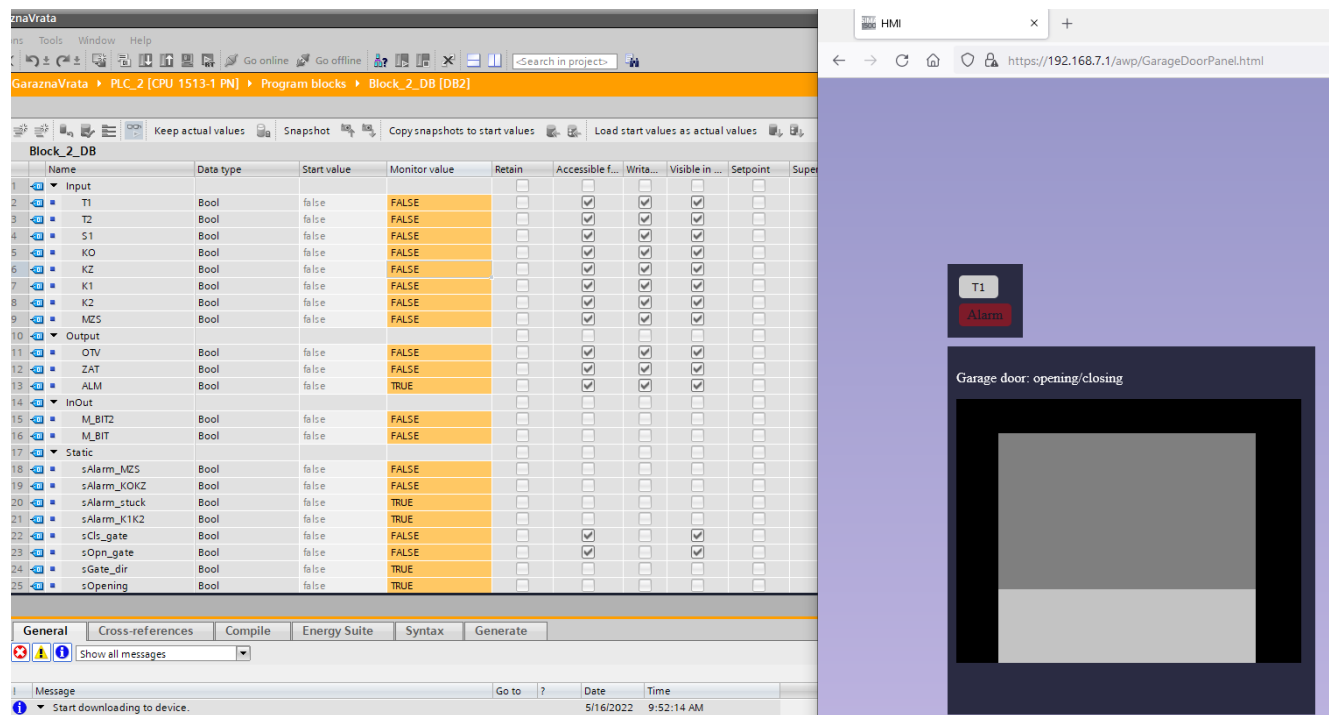 znaVrata
ns Tools Window Help
Go online Go offline <Search in project>
GaraznaVrata PLC_2 [CPU 1513-1 PN] Program blocks Block_2_DB [DB2]
Keep actual values Snapshot Copy snapshots to start values Load start values as actual values
Block_2_DB
Name Data type Start value Monitor value Retain Accessible f... Writa... Visible in ... Setpoint Super
1 Input
2 T1 Bool false FALSE
3 T2 Bool false FALSE
4 S1 Bool false FALSE
5 KO Bool false FALSE
6 KZ Bool false FALSE
7 K1 Bool false FALSE
8 K2 Bool false FALSE
9 MZS Bool false FALSE
10 Output
11 OTV Bool false FALSE
12 ZAT Bool false FALSE
13 ALM Bool false TRUE
14 InOut
15 M_BIT2 Bool false FALSE
16 M_BIT Bool false FALSE
17 Static
18 sAlarm_MZS Bool false FALSE
19 sAlarm_KOKZ Bool false FALSE
20 sAlarm_stuck Bool false TRUE
21 sAlarm_K1K2 Bool false TRUE
22 sCls_gate Bool false FALSE
23 sOpn_gate Bool false FALSE
24 sGate_dir Bool false TRUE
25 sOpening Bool false TRUE
General Cross-references Compile Energy Suite Syntax Generate
Show all messages
! Message Go to ? Date Time
Start downloading to device. 5/16/2022 9:52:14 AM
HMI
https://192.168.7.1/awp/GarageDoorPanel.html
T1
Alarm
Garage door: opening/closing